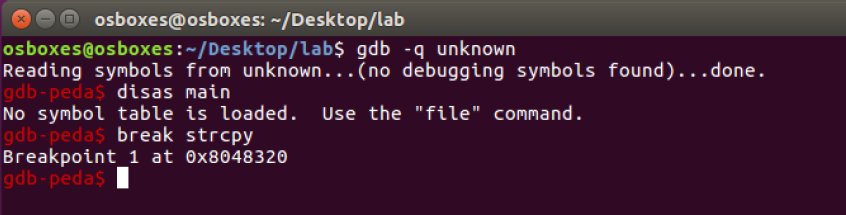 osboxes@osboxes: ~/Desktop/lab
osboxes@osboxes:~/Desktop/lab$ gdb -q unknown
Reading symbols from unknown...(no debugging symbols found)...done.
gdb-peda$ disas main
No symbol table is loaded.  Use the "file" command.
gdb-peda$ break strcpy
Breakpoint 1 at 0x8048320
gdb-peda$